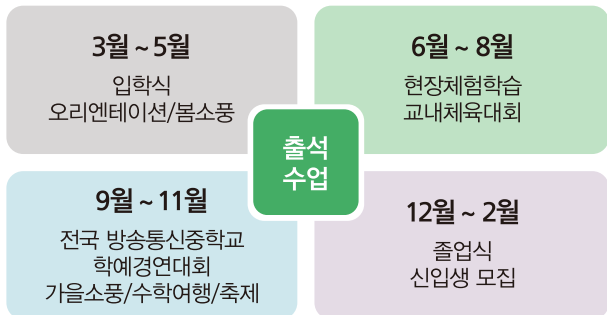 3월 ~ 5월
입학식
오리엔테이션/봄소풍
6월 ~ 8월
현장체험학습
교내체육대회
출석
수업
9월 ~ 11월
전국 방송통신중학교
학예경연대회
가을소풍/수학여행/축제
12월 ~ 2월
졸업식
신입생 모집